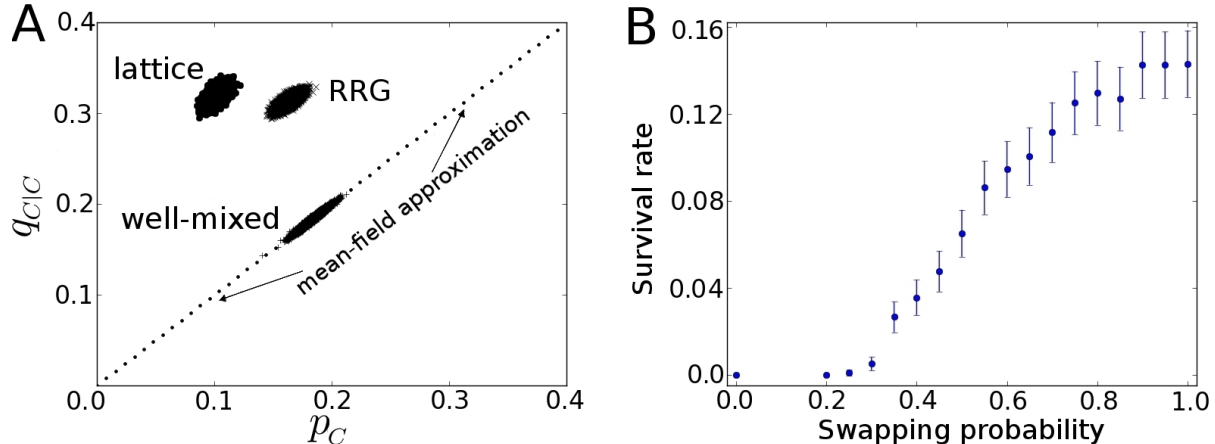 A
0.4
0.3
0.2
0.1
0.0
0.1
0.2
0.3
0.4
q_{C|C}
p_C
lattice
RRG
well-mixed
mean-field approximation
B
0.16
0.12
0.08
0.04
0.0
0.0
0.2
0.4
0.6
0.8
1.0
Survival rate
Swapping probability